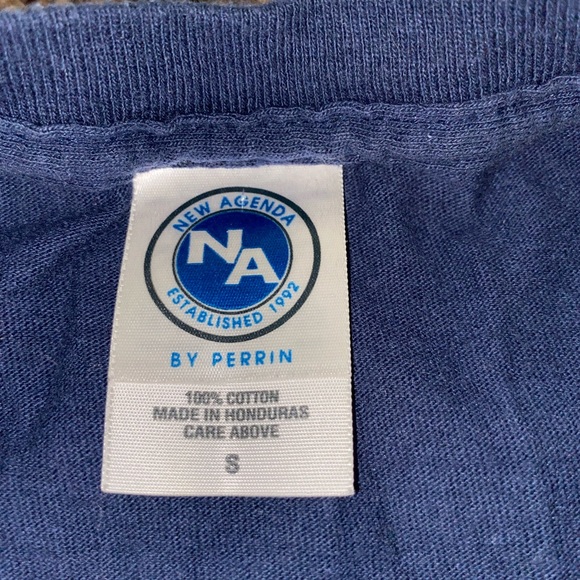 NEW AGENDA
NA
ESTABLISHED 1992
BY PERRIN
100% COTTON
MADE IN HONDURAS
CARE ABOVE
S